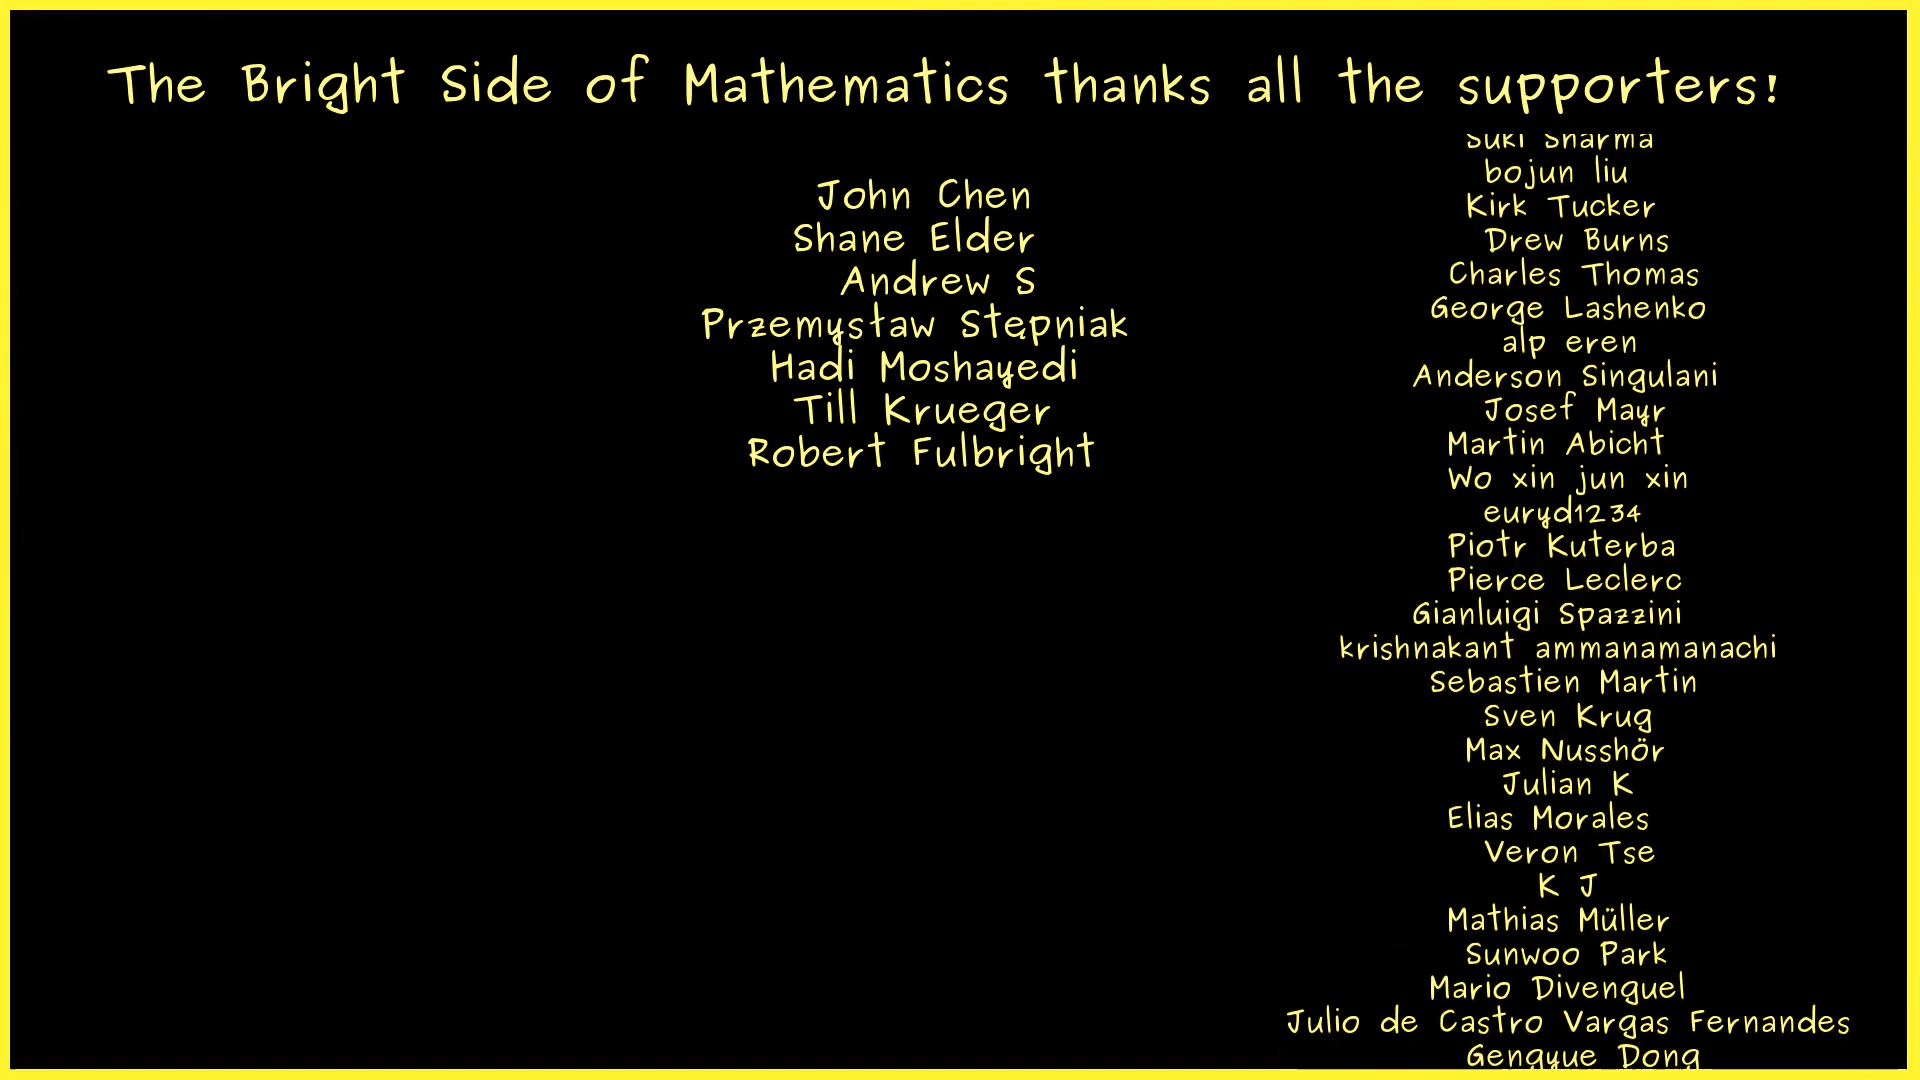 The Bright Side of Mathematics thanks all the supporters!
John Chen
Shane Elder
Andrew S
Przemysław Stępniak
Hadi Moshayedi
Till Krueger
Robert Fulbright
Suki Sharma
bojun liu
Kirk Tucker
Drew Burns
Charles Thomas
George Lashenko
alp eren
Anderson Singulani
Josef Mayr
Martin Abicht
Wo xin jun xin
euryd1234
Piotr Kuterba
Pierce Leclerc
Gianluigi Spazzini
krishnakant ammanamanachi
Sebastien Martin
Sven Krug
Max Nusshör
Julian K
Elias Morales
Veron Tse
K J
Mathias Müller
Sunwoo Park
Mario Divenguel
Julio de Castro Vargas Fernandes
Gengyue Dong